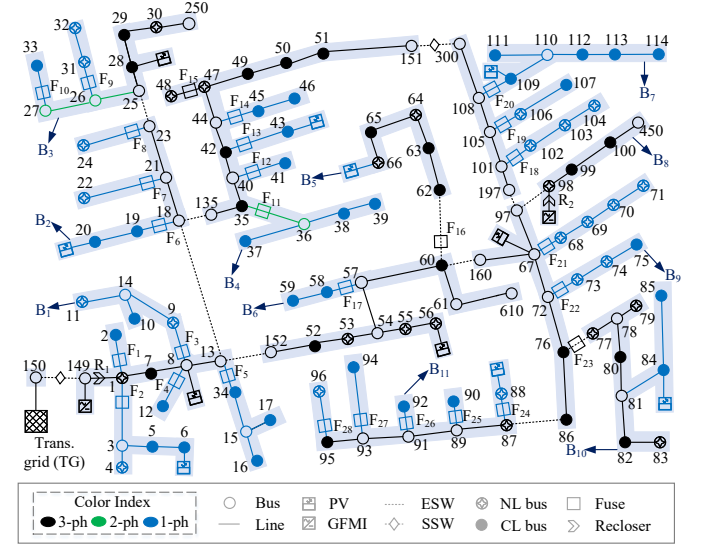 29 30 250
32
33 28
31 F₉
F₁₀ 26 25
27
B₃
48 F₁₅ 47 49 50 51 151 300
44 F₁₄ 45 46
F₁₃ 43
42
F₁₂ 41
40
135 35 F₁₁
36 38 39
37
B₄
23
F₈
24
21
22 F₇
18
B₂ 20 19 F₆
64
65 63
66
B₅
62
F₁₆
60
160
61 610
111 110 112 113 114
109
B₇
108 F₂₀ 107
106
F₁₉ 104
105 103
102
F₁₈
101
197
450
100
99
98
B₈
R₂
97
67
71
70
69
68
F₂₁
75
74
73
F₂₂
B₉
72
76
F₂₃ 77 78 79
80
81
85
84
82 83
B₁₀
86
B₆ 59 58 F₁₇ 57
152 52 53 54 55 56
14
B₁ 11
10 9
F₃
2
F₁
150 149 R₁ 1 7 8 13
F₂ F₄ 12
F₅ 34
3 5 6
4
15 17
16
Trans.
grid (TG)
96 94
B₁₁
92 90 88
F₂₈ F₂₇ F₂₆ F₂₅ F₂₄
95 93 91 89 87
Color Index
3-ph 2-ph 1-ph
Bus PV ESW NL bus Fuse
Line GFMI SSW CL bus Recloser